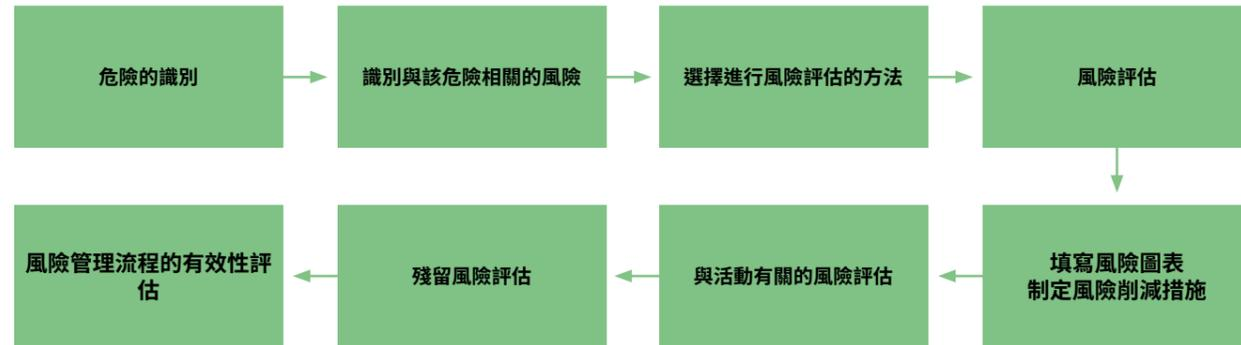 危險的識別
識別與該危險相關的風險
選擇進行風險評估的方法
風險評估
填寫風險圖表
制定風險削減措施
與活動有關的風險評估
殘留風險評估
風險管理流程的有效性評
估